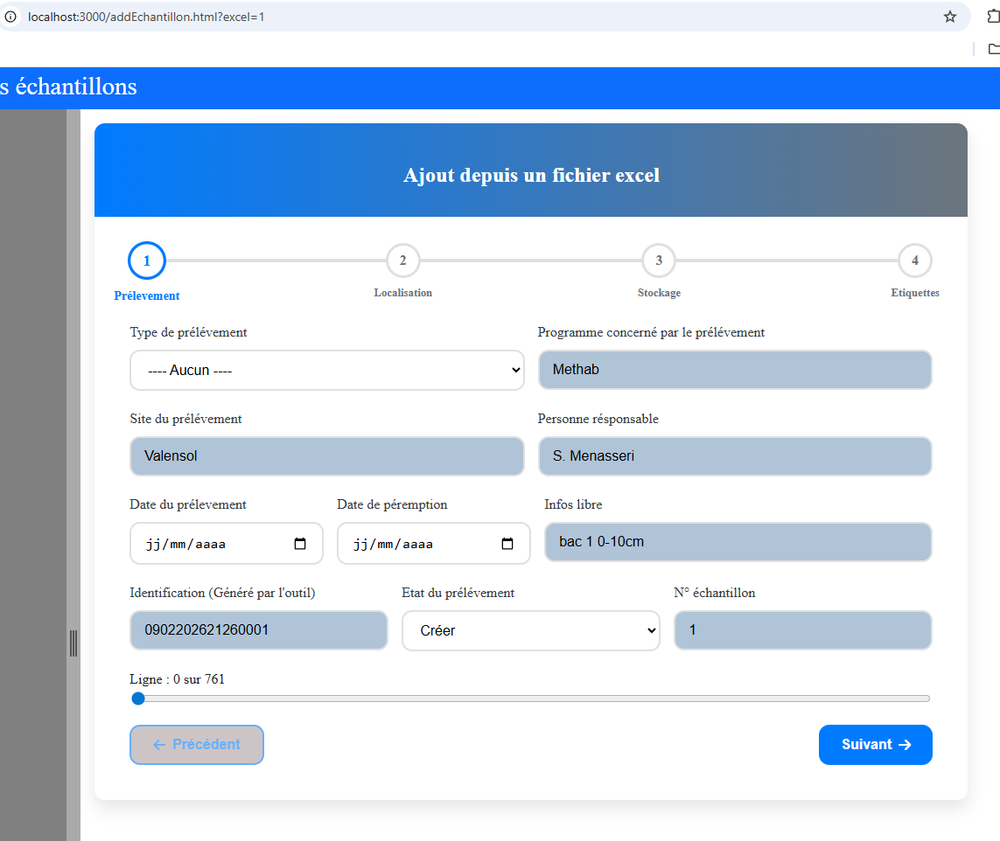 localhost:3000/addEchantillon.html?excel=1
s échantillons
Ajout depuis un fichier excel
1 2 3 4
Prélevement Localisation Stockage Etiquettes
Type de prélévement Programme concerné par le prélévement
---- Aucun ---- Methab
Site du prélévement Personne résponsable
Valensol S. Menasseri
Date du prélevement Date de péremption Infos libre
jj/mm/aaaa jj/mm/aaaa bac 1 0-10cm
Identification (Généré par l'outil) Etat du prélévement N° échantillon
0902202621260001 Créer 1
Ligne : 0 sur 761
← Précédent Suivant →